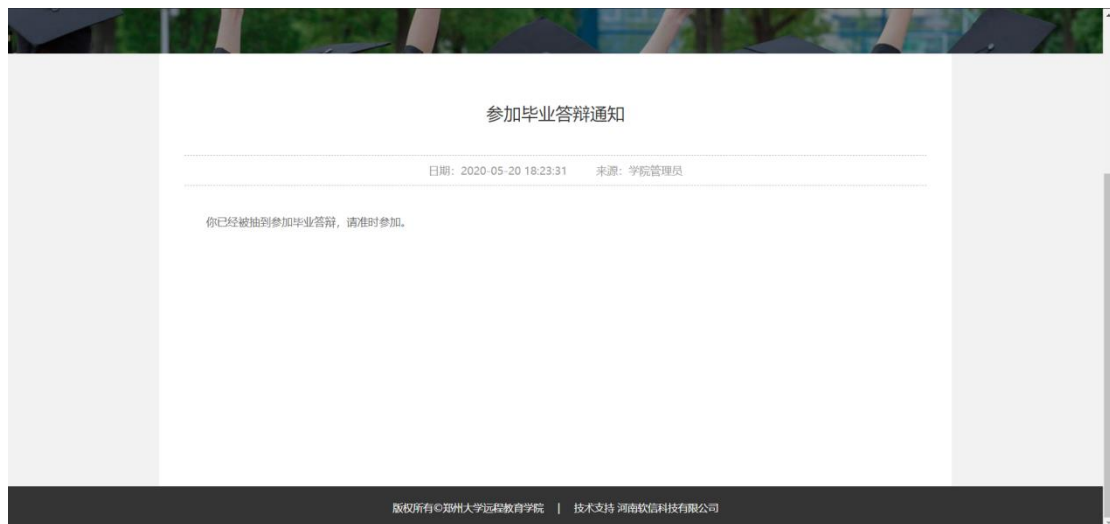 参加毕业答辩通知
日期：2020-05-20 18:23:31 来源：学院管理员
你已经被抽到参加毕业答辩，请准时参加。
版权所有©郑州大学远程教育学院 | 技术支持 河南软信科技有限公司